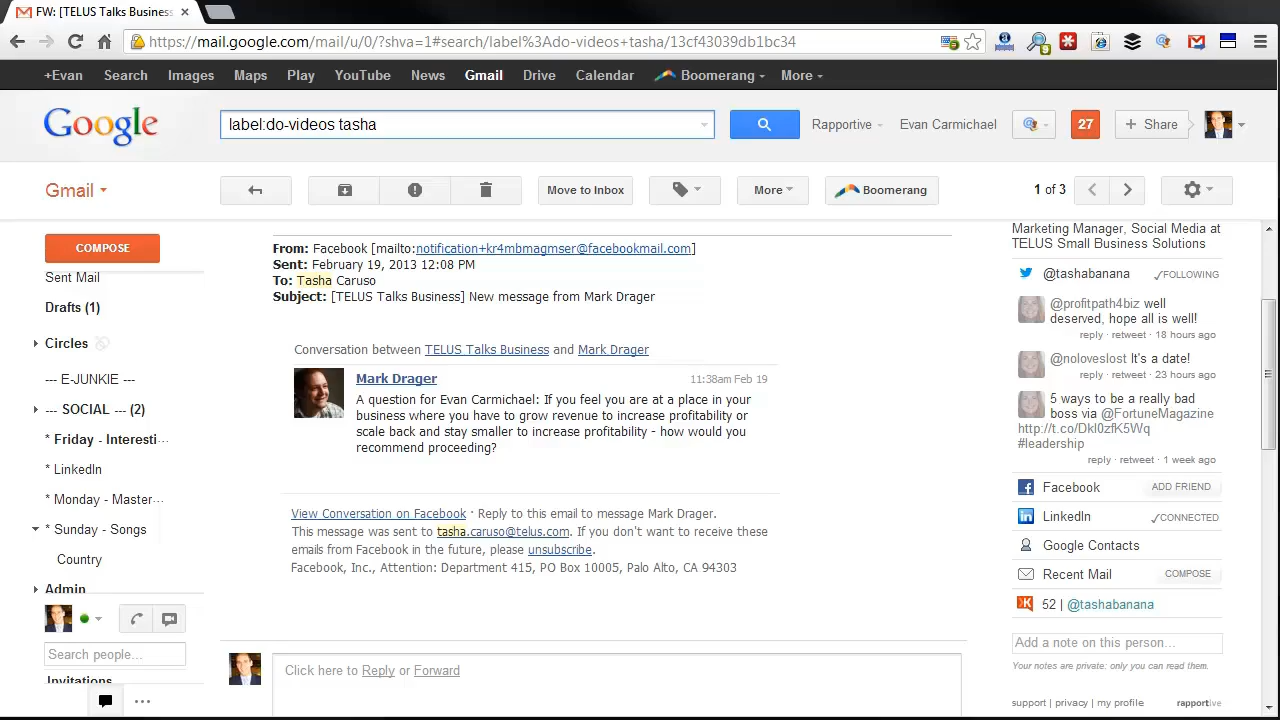 FW: [TELUS Talks Business
https://mail.google.com/mail/u/0/?shva=1#search/label%3Ado-videos+tasha/13cf43039db1bc34
+Evan Search Images Maps Play YouTube News Gmail Drive Calendar Boomerang More
Google label:do-videos tasha Rapportive Evan Carmichael 27 + Share
Gmail Move to Inbox More Boomerang 1 of 3
COMPOSE
Sent Mail
Drafts (1)
Circles
--- E-JUNKIE ---
--- SOCIAL --- (2)
* Friday - Interesti...
* LinkedIn
* Monday - Master...
* Sunday - Songs
Country
Admin
Search people...
Invitations
From: Facebook [mailto:notification+kr4mbmagmser@facebookmail.com]
Sent: February 19, 2013 12:08 PM
To: Tasha Caruso
Subject: [TELUS Talks Business] New message from Mark Drager
Conversation between TELUS Talks Business and Mark Drager
Mark Drager 11:38am Feb 19
A question for Evan Carmichael: If you feel you are at a place in your
business where you have to grow revenue to increase profitability or
scale back and stay smaller to increase profitability - how would you
recommend proceeding?
View Conversation on Facebook · Reply to this email to message Mark Drager.
This message was sent to tasha.caruso@telus.com. If you don't want to receive these
emails from Facebook in the future, please unsubscribe.
Facebook, Inc., Attention: Department 415, PO Box 10005, Palo Alto, CA 94303
Click here to Reply or Forward
Marketing Manager, Social Media at
TELUS Small Business Solutions
@tashabanana ✓FOLLOWING
@profitpath4biz well
deserved, hope all is well!
reply · retweet · 18 hours ago
@noloveslost It's a date!
reply · retweet · 23 hours ago
5 ways to be a really bad
boss via @FortuneMagazine
http://t.co/Dkl0zfK5Wq
#leadership
reply · retweet · 1 week ago
Facebook ADD FRIEND
LinkedIn ✓CONNECTED
Google Contacts
Recent Mail COMPOSE
52 | @tashabanana
Add a note on this person...
Your notes are private: only you can read them.
support | privacy | my profile rapportive